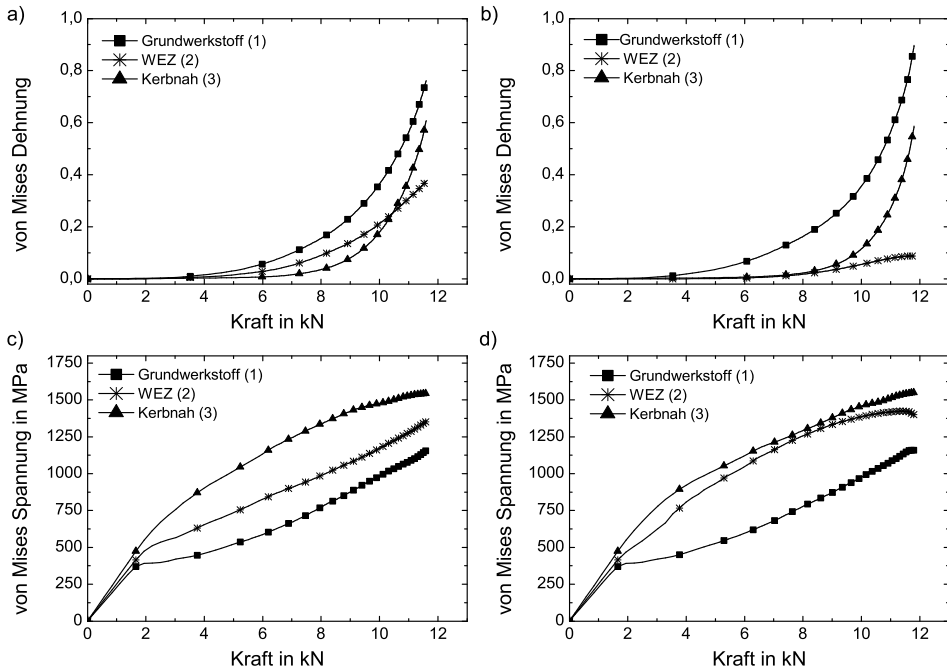 a)
1,0
0,8
0,6
0,4
0,2
0,0
von Mises Dehnung
Grundwerkstoff (1)
WEZ (2)
Kerbnah (3)
0 2 4 6 8 10 12
Kraft in kN
b)
1,0
0,8
0,6
0,4
0,2
0,0
von Mises Dehnung
Grundwerkstoff (1)
WEZ (2)
Kerbnah (3)
0 2 4 6 8 10 12
Kraft in kN
c)
1750
1500
1250
1000
750
500
250
0
von Mises Spannung in MPa
Grundwerkstoff (1)
WEZ (2)
Kerbnah (3)
0 2 4 6 8 10 12
Kraft in kN
d)
1750
1500
1250
1000
750
500
250
0
von Mises Spannung in MPa
Grundwerkstoff (1)
WEZ (2)
Kerbnah (3)
0 2 4 6 8 10 12
Kraft in kN